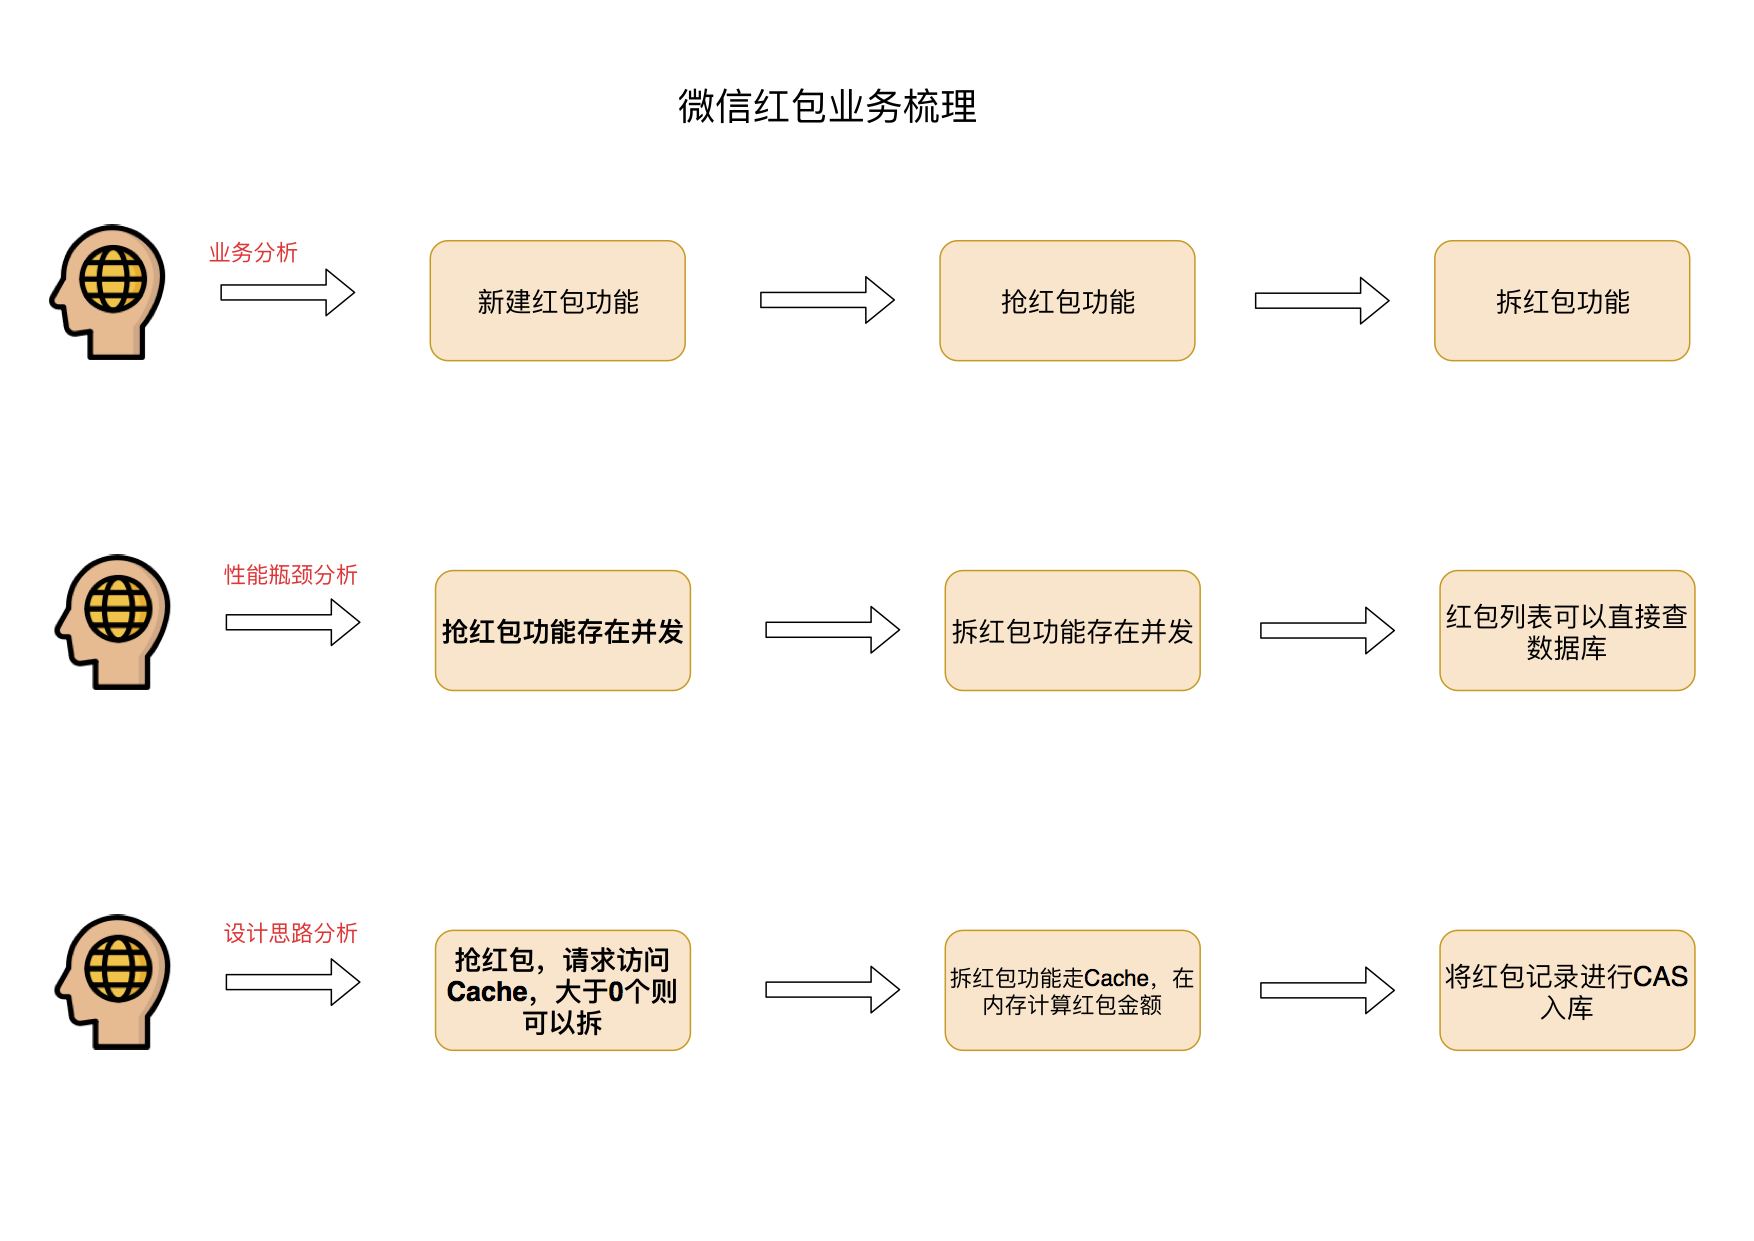 微信红包业务梳理
业务分析
新建红包功能
抢红包功能
拆红包功能
性能瓶颈分析
抢红包功能存在并发
拆红包功能存在并发
红包列表可以直接查
数据库
设计思路分析
抢红包，请求访问
Cache，大于0个则
可以拆
拆红包功能走Cache，在
内存计算红包金额
将红包记录进行CAS
入库